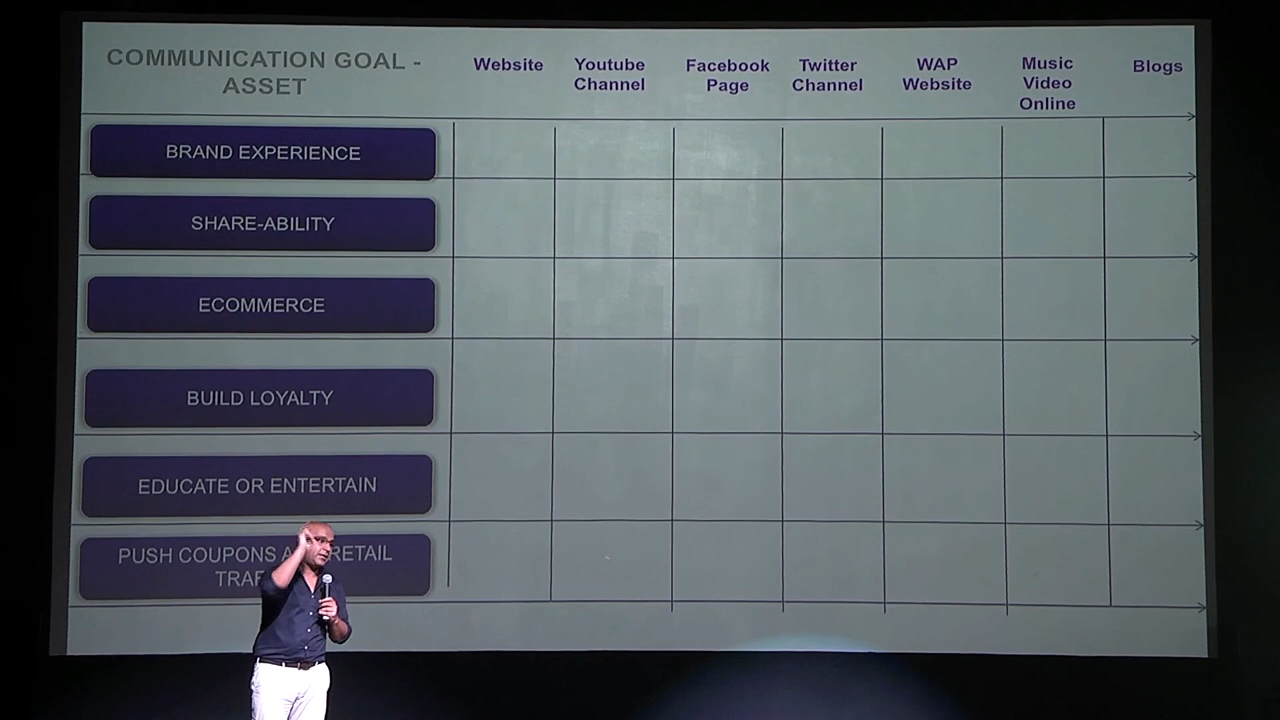 COMMUNICATION GOAL -
ASSET
Website
Youtube
Channel
Facebook
Page
Twitter
Channel
WAP
Website
Music
Video
Online
Blogs
BRAND EXPERIENCE
SHARE-ABILITY
ECOMMERCE
BUILD LOYALTY
EDUCATE OR ENTERTAIN
PUSH COUPONS RETAIL